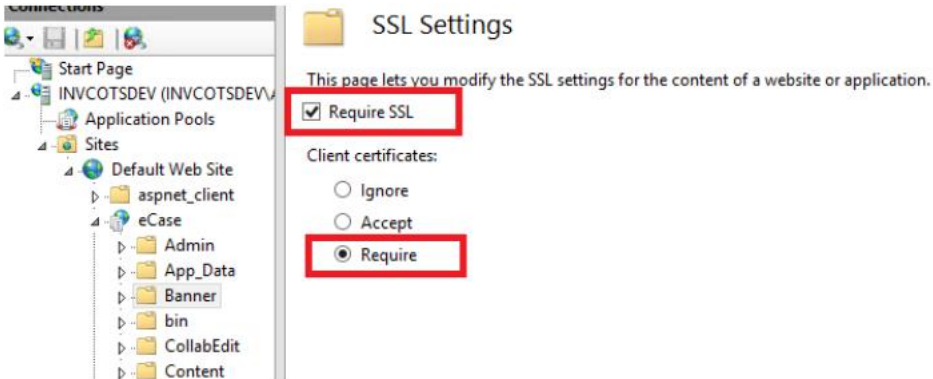 Connections
Start Page
INVCOTSDEV (INVCOTSDEV\A
Application Pools
Sites
Default Web Site
aspnet_client
eCase
Admin
App_Data
Banner
bin
CollabEdit
Content
SSL Settings
This page lets you modify the SSL settings for the content of a website or application.
Require SSL
Client certificates:
Ignore
Accept
Require